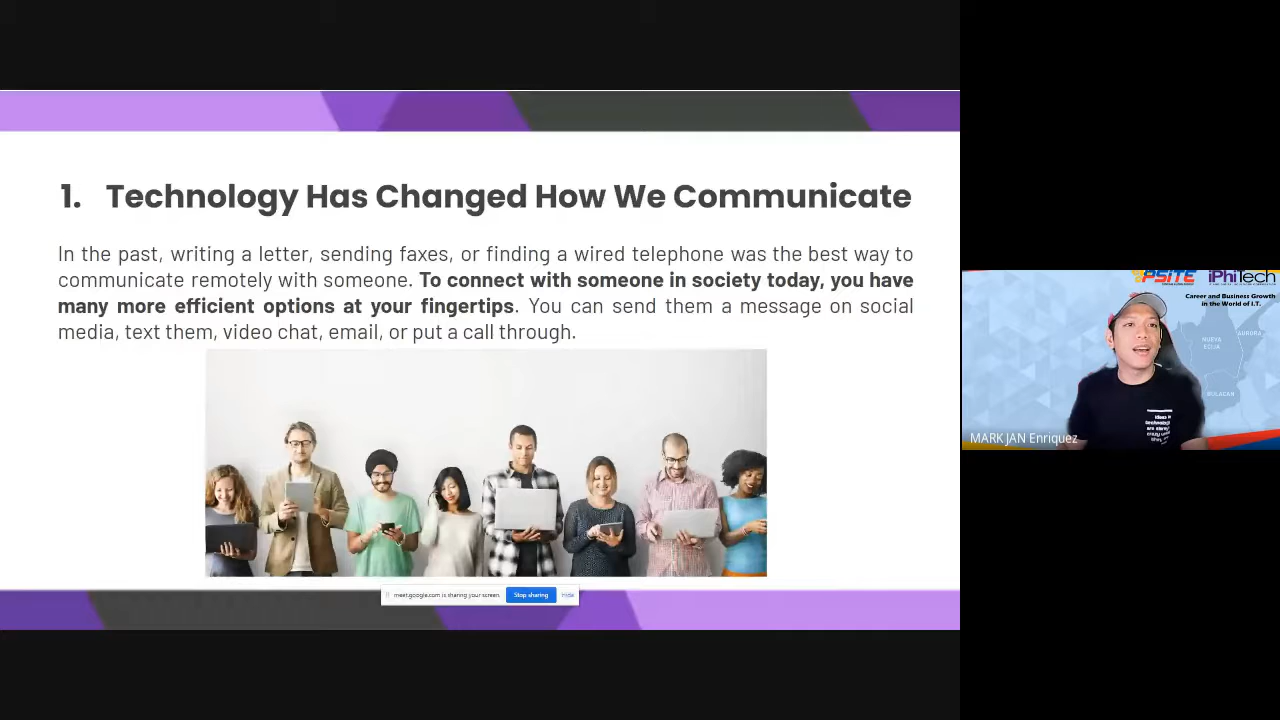 1. Technology Has Changed How We Communicate
In the past, writing a letter, sending faxes, or finding a wired telephone was the best way to
communicate remotely with someone. To connect with someone in society today, you have
many more efficient options at your fingertips. You can send them a message on social
media, text them, video chat, email, or put a call through.
meet.google.com is sharing your screen.
Stop sharing
Hide
PSITE
iPhiTech
Career and Business Growth
in the World of I.T.
AURORA
NUEVA
ECIJA
BULACAN
MARK JAN Enriquez